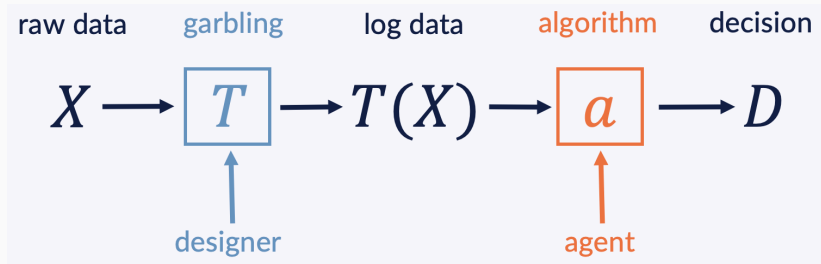 raw data garbling log data algorithm decision
X T T(X) a D
designer agent